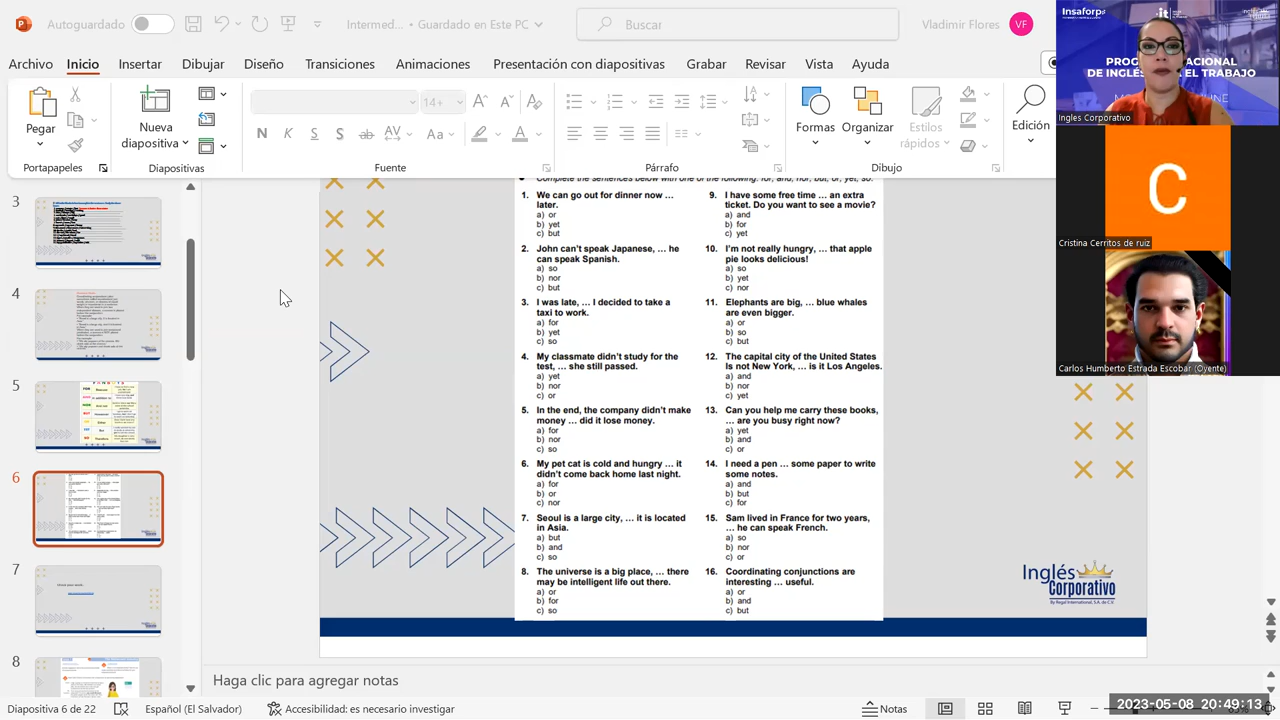 Autoguardado
Guardado en Este PC
Buscar
Vladimir Flores
VF
Archivo
Inicio
Insertar
Dibujar
Diseño
Transiciones
Animaciones
Presentación con diapositivas
Grabar
Revisar
Vista
Ayuda
Pegar
Nueva
diapositiva
Formas
Organizar
Estilos
rápidos
Edición
Portapapeles
Diapositivas
Fuente
Párrafo
Dibujo
Complete the sentences below with one of the following: for, and, nor, but, or, yet, so.
1. We can go out for dinner now …
later.
a) or
b) yet
c) but
2. John can't speak Japanese, … he
can speak Spanish.
a) so
b) nor
c) but
3. I was late, … I decided to take a
taxi to work.
a) for
b) yet
c) so
4. My classmate didn't study for the
test, … she still passed.
a) yet
b) nor
c) or
5. In the end, the company didn't make
money … did it lose money.
a) for
b) nor
c) so
6. My pet cat is cold and hungry … it
didn't come back home last night.
a) for
b) or
c) nor
7. Seoul is a large city, … it is located
in Asia.
a) but
b) and
c) so
8. The universe is a big place, … there
may be intelligent life out there.
a) or
b) for
c) so
9. I have some free time … an extra
ticket. Do you want to see a movie?
a) and
b) for
c) yet
10. I'm not really hungry, … that apple
pie looks delicious!
a) so
b) yet
c) nor
11. Elephants are big, … blue whales
are even bigger.
a) or
b) so
c) but
12. The capital city of the United States
Is not New York, … is it Los Angeles.
a) and
b) nor
c) yet
13. Can you help me carry these books,
… are you busy right now?
a) yet
b) and
c) or
14. I need a pen … some paper to write
some notes.
a) and
b) but
c) for
15. Sam lived in France for two years,
… he can speak French.
a) so
b) nor
c) or
16. Coordinating conjunctions are
interesting … useful.
a) or
b) and
c) but
Inglés
Corporativo
By Regal International, S.A. de C.V.
Insaforp
Ingles Corporativo
C
Cristina Cerritos de ruiz
Carlos Humberto Estrada Escobar (Oyente)
3
4
5
6
7
8
Haga clic para agregar notas
Diapositiva 6 de 22
Español (El Salvador)
Accesibilidad: es necesario investigar
Notas
2023-05-08 20:49:13